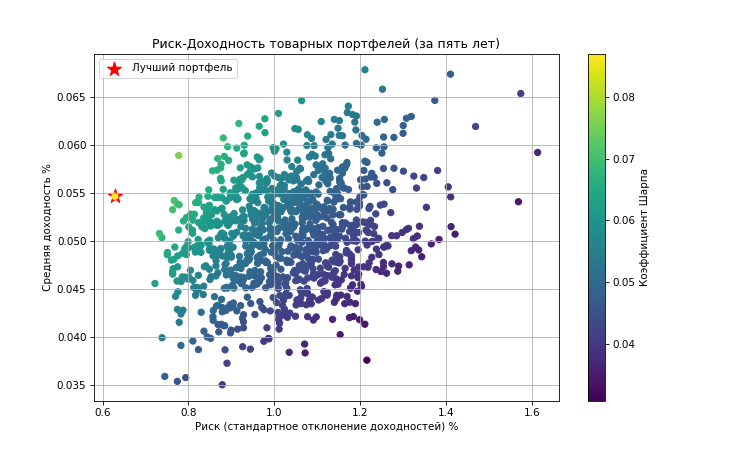 Риск-Доходность товарных портфелей (за пять лет)
Лучший портфель
Средняя доходность %
0.065
0.060
0.055
0.050
0.045
0.040
0.035
0.6 0.8 1.0 1.2 1.4 1.6
Риск (стандартное отклонение доходностей) %
0.08
0.07
0.06
0.05
0.04
Коэффициент Шарпа